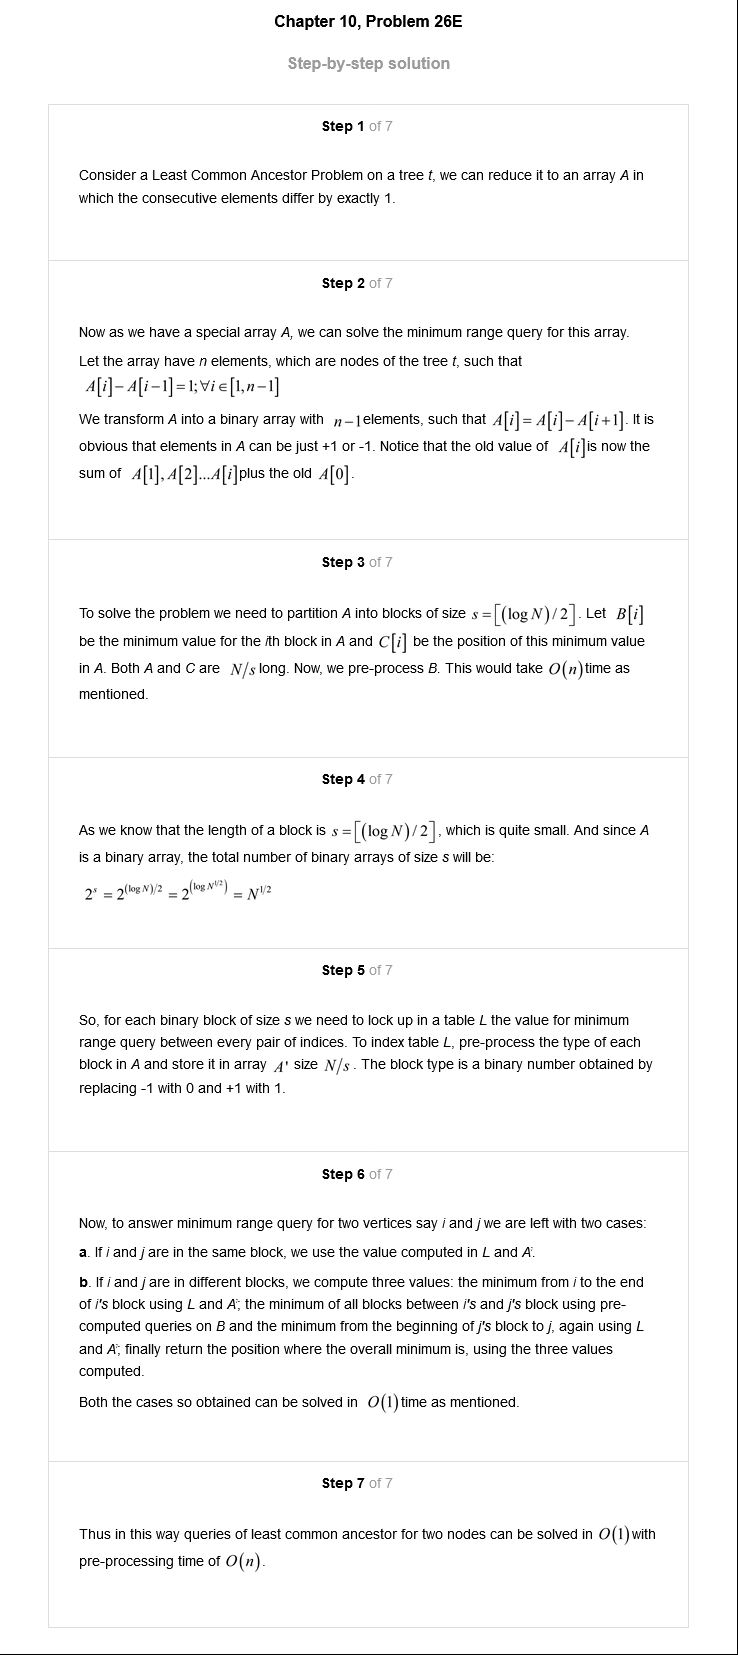 Chapter 10, Problem 26E
Step-by-step solution
Step 1 of 7
Consider a Least Common Ancestor Problem on a tree t, we can reduce it to an array A in
which the consecutive elements differ by exactly 1.
Step 2 of 7
Now as we have a special array A, we can solve the minimum range query for this array.
Let the array have n elements, which are nodes of the tree t, such that
A[i]−A[i−1]=1;∀i∈[1,n−1]
We transform A into a binary array with n−1 elements, such that A[i]=A[i]−A[i+1]. It is
obvious that elements in A can be just +1 or -1. Notice that the old value of A[i] is now the
sum of A[1],A[2]...A[i] plus the old A[0].
Step 3 of 7
To solve the problem we need to partition A into blocks of size s=[(log N)/2]. Let B[i]
be the minimum value for the ith block in A and C[i] be the position of this minimum value
in A. Both A and C are N/s long. Now, we pre-process B. This would take O(n) time as
mentioned.
Step 4 of 7
As we know that the length of a block is s=[(log N)/2], which is quite small. And since A
is a binary array, the total number of binary arrays of size s will be:
2^s = 2^(log N)/2 = 2^(log N^1/2) = N^1/2
Step 5 of 7
So, for each binary block of size s we need to lock up in a table L the value for minimum
range query between every pair of indices. To index table L, pre-process the type of each
block in A and store it in array A' size N/s. The block type is a binary number obtained by
replacing -1 with 0 and +1 with 1.
Step 6 of 7
Now, to answer minimum range query for two vertices say i and j we are left with two cases:
a. If i and j are in the same block, we use the value computed in L and A'.
b. If i and j are in different blocks, we compute three values: the minimum from i to the end
of i's block using L and A'; the minimum of all blocks between i's and j's block using pre-
computed queries on B and the minimum from the beginning of j's block to j, again using L
and A'; finally return the position where the overall minimum is, using the three values
computed.
Both the cases so obtained can be solved in O(1) time as mentioned.
Step 7 of 7
Thus in this way queries of least common ancestor for two nodes can be solved in O(1) with
pre-processing time of O(n).